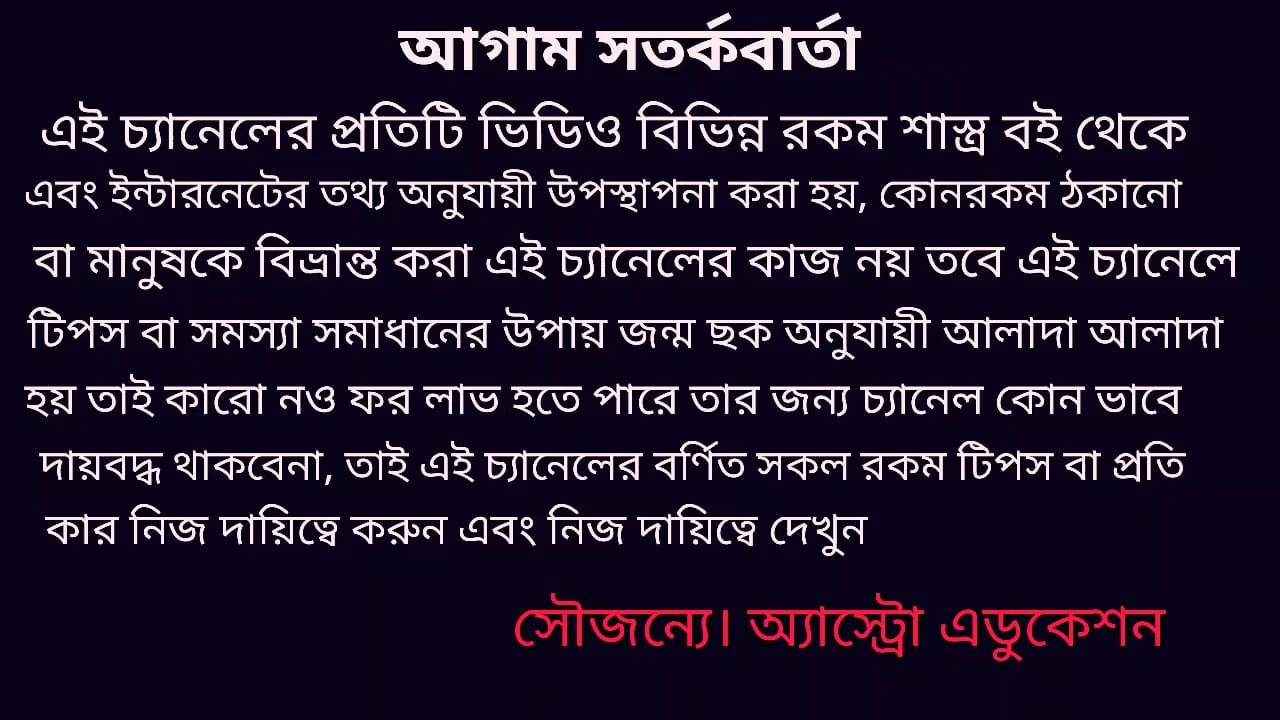 আগাম সতর্কবার্তা
এই চ্যানেলের প্রতিটি ভিডিও বিভিন্ন রকম শাস্ত্র বই থেকে
এবং ইন্টারনেটের তথ্য অনুযায়ী উপস্থাপনা করা হয়, কোনরকম ঠকানো
বা মানুষকে বিভ্রান্ত করা এই চ্যানেলের কাজ নয় তবে এই চ্যানেলে
টিপস বা সমস্যা সমাধানের উপায় জন্ম ছক অনুযায়ী আলাদা আলাদা
হয় তাই কারো নও ফর লাভ হতে পারে তার জন্য চ্যানেল কোন ভাবে
দায়বদ্ধ থাকবেনা, তাই এই চ্যানেলের বর্ণিত সকল রকম টিপস বা প্রতি
কার নিজ দায়িত্বে করুন এবং নিজ দায়িত্বে দেখুন
সৌজন্যে। অ্যাস্ট্রো এডুকেশন